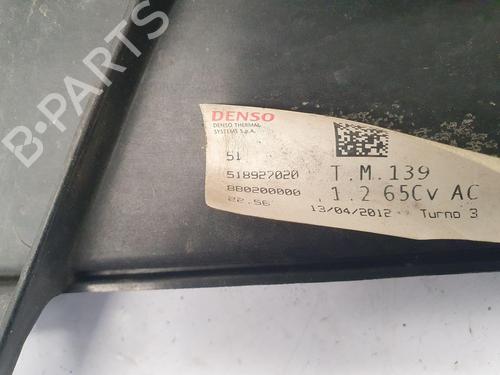 B-PARTS
DENSO
DENSO THERMAL
SYSTEMS S.p.A.
51
518927020
880200000
22.56
T.M.139
1.2 65Cv AC
13/04/2012 Turno 3